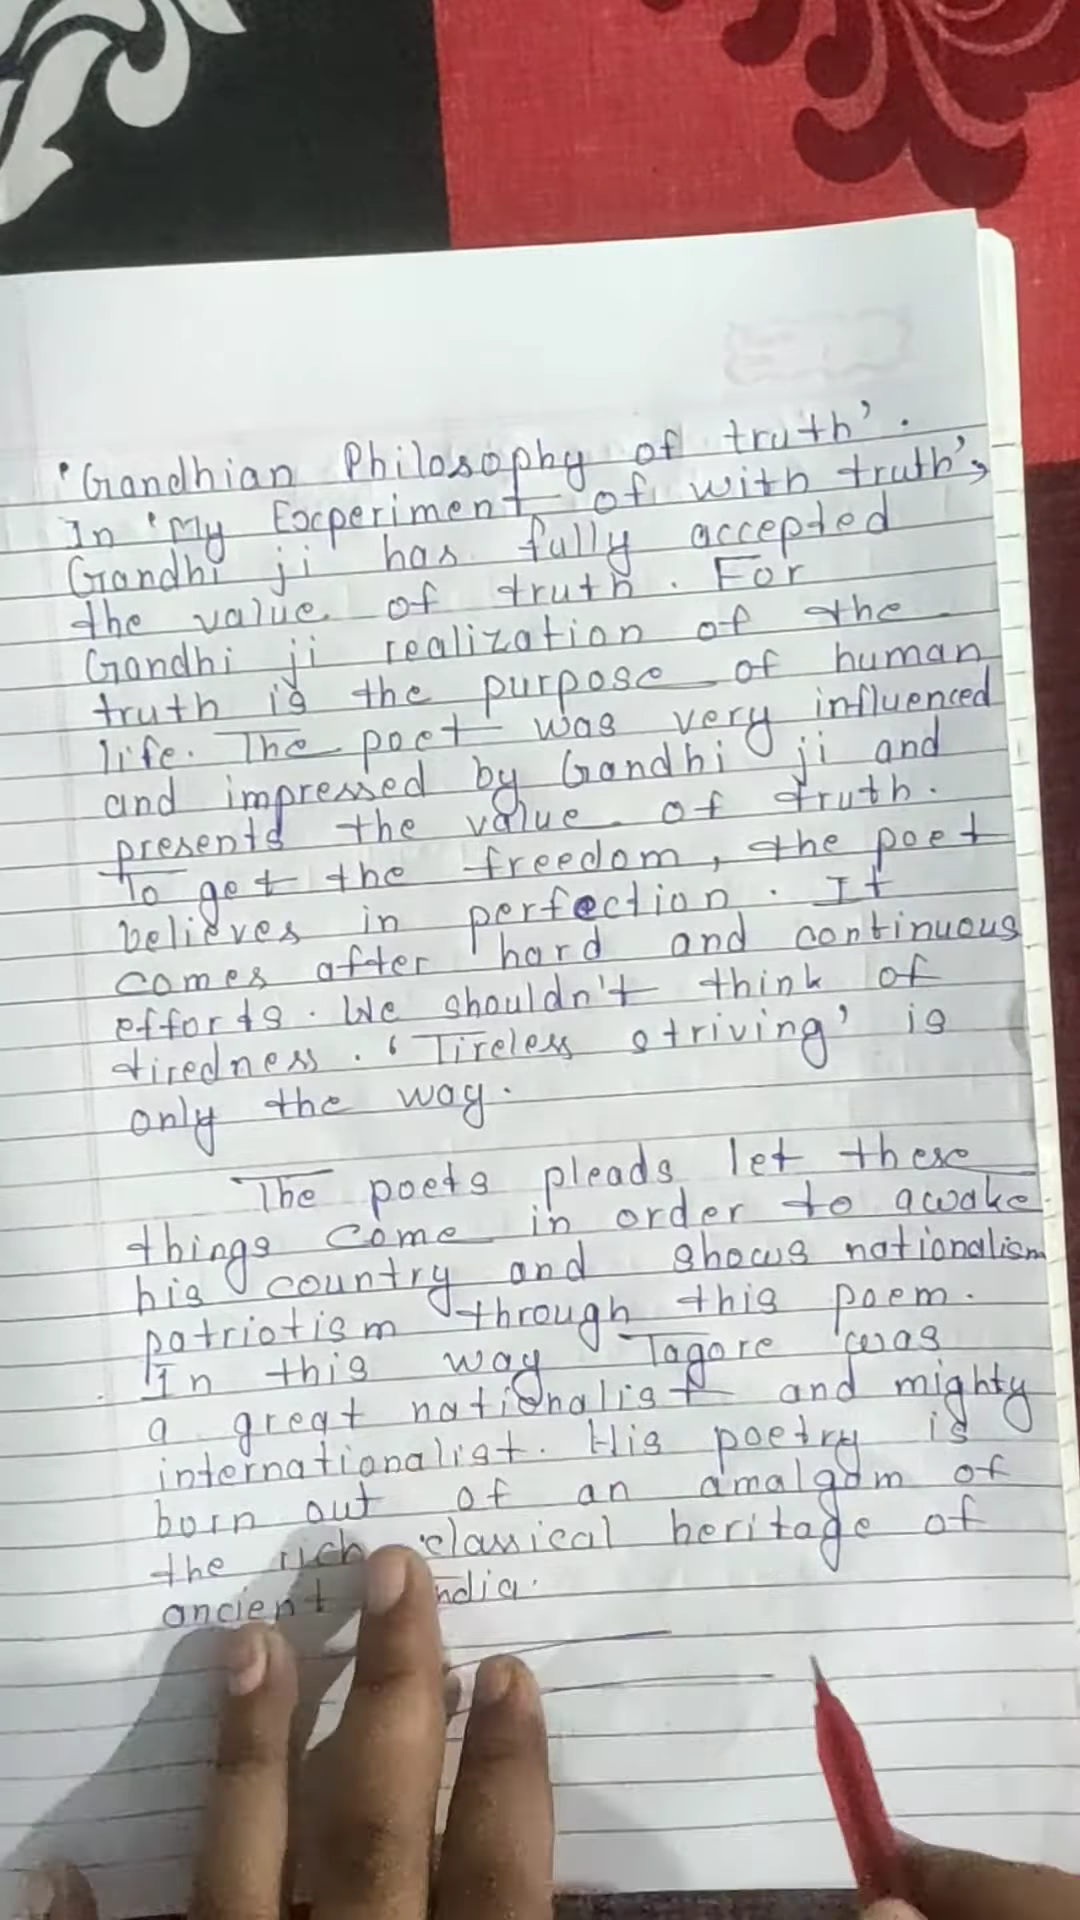 'Gandhian Philosophy of truth'.
In 'My Experiment of with truth',
Gandhi ji has fully accepted
the value of truth. For
Gandhi ji realization of the
truth is the purpose of human
life. The poet was very influenced
and impressed by Gandhi ji and
presents the value of truth.
To get the freedom, the poet
believes in perfection. It
comes after hard and continuous
efforts. We shouldn't think of
tiredness. 'Tireless striving' is
only the way.
The poets pleads let these
things come in order to awake
his country and shows nationalism
patriotism through this poem.
In this way Tagore was
a great nationalist and mighty
internationalist. His poetry is
born out of an amalgam of
the rich classical heritage of
ancient India.